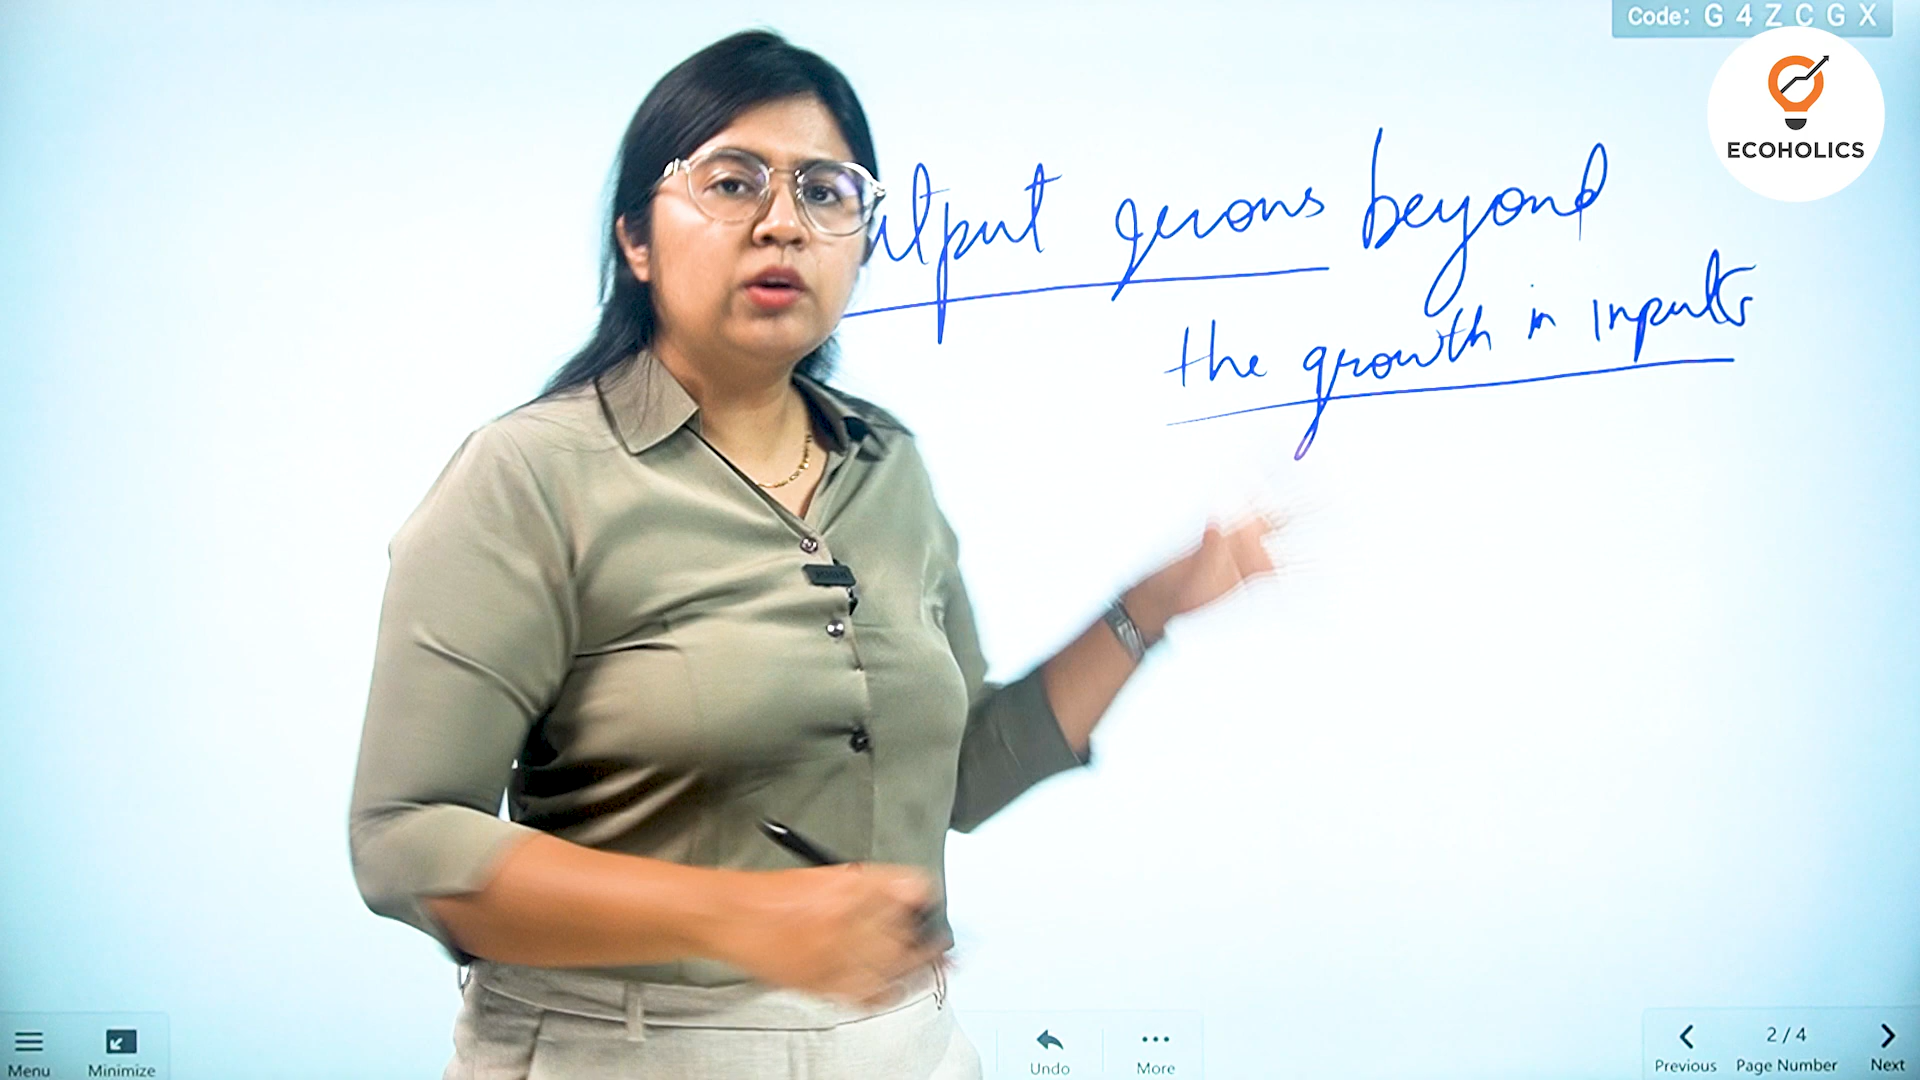 Code: G 4 Z C G X
ECOHOLICS
utput grows beyond
the growth in inputs
Menu
Minimize
Undo
More
Previous
2 / 4
Page Number
Next